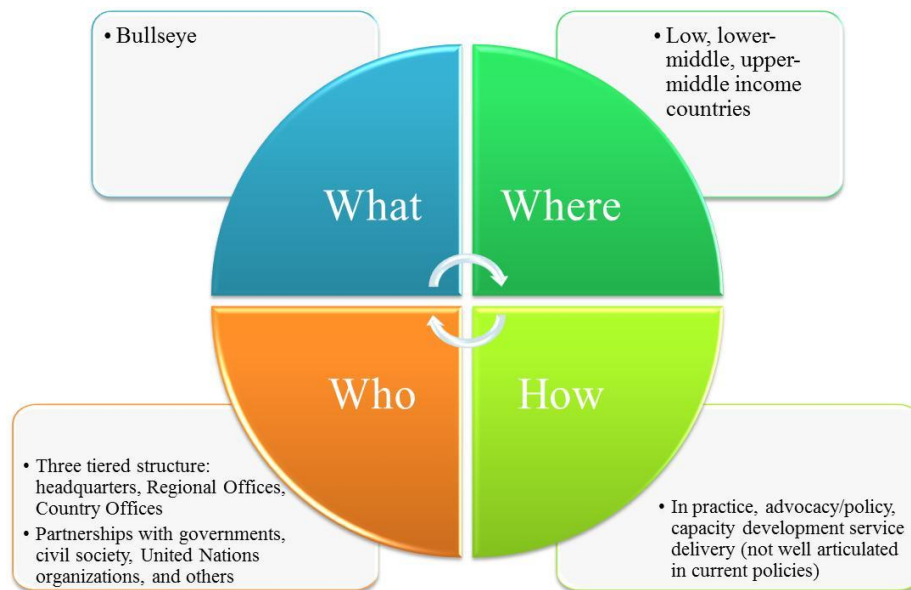 • Bullseye
• Low, lower-
middle, upper-
middle income
countries
What
Where
Who
How
• Three tiered structure:
headquarters, Regional Offices,
Country Offices
• Partnerships with governments,
civil society, United Nations
organizations, and others
• In practice, advocacy/policy,
capacity development service
delivery (not well articulated
in current policies)